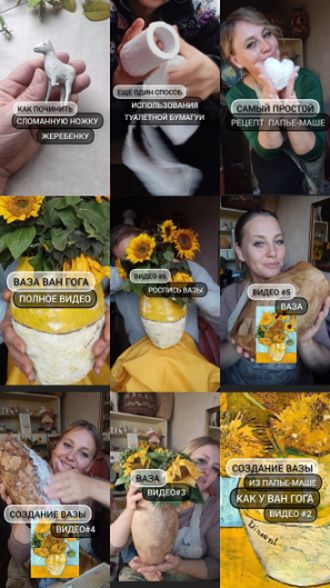 КАК ПОЧИНИТЬ
СЛОМАННУЮ НОЖКУ
ЖЕРЕБЕНКУ
ЕЩЕ ОДИН СПОСОБ
ИСПОЛЬЗОВАНИЯ
ТУАЛЕТНОЙ БУМАГУИ
САМЫЙ ПРОСТОЙ
РЕЦЕПТ ПАПЬЕ-МАШЕ
ВАЗА ВАН ГОГА
ПОЛНОЕ ВИДЕО
ВИДЕО #6
РОСПИСЬ ВАЗЫ
ВИДЕО #5
ВАЗА
СОЗДАНИЕ ВАЗЫ
ВИДЕО#4
ВАЗА
ВИДЕО#3
СОЗДАНИЕ ВАЗЫ
ИЗ ПАПЬЕ-МАШЕ
КАК У ВАН ГОГА
ВИДЕО #2
Vincent